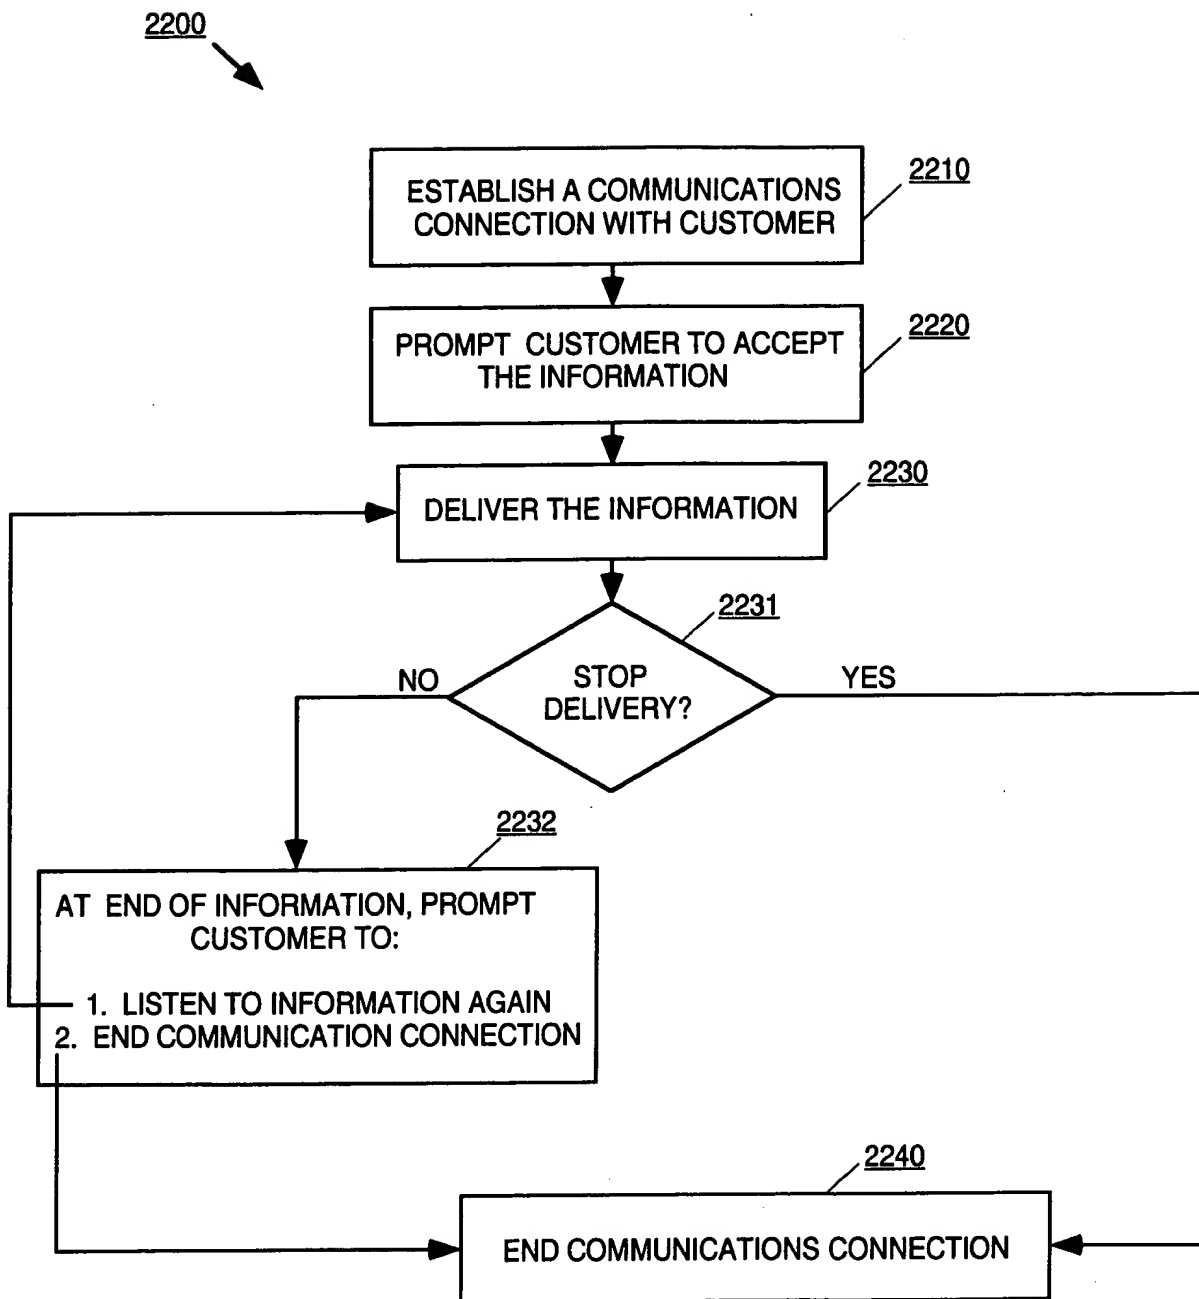 2200
ESTABLISH A COMMUNICATIONS
CONNECTION WITH CUSTOMER
2210
PROMPT CUSTOMER TO ACCEPT
THE INFORMATION
2220
DELIVER THE INFORMATION
2230
STOP
DELIVERY?
2231
NO
YES
2232
AT END OF INFORMATION, PROMPT
CUSTOMER TO:
1. LISTEN TO INFORMATION AGAIN
2. END COMMUNICATION CONNECTION
2240
END COMMUNICATIONS CONNECTION